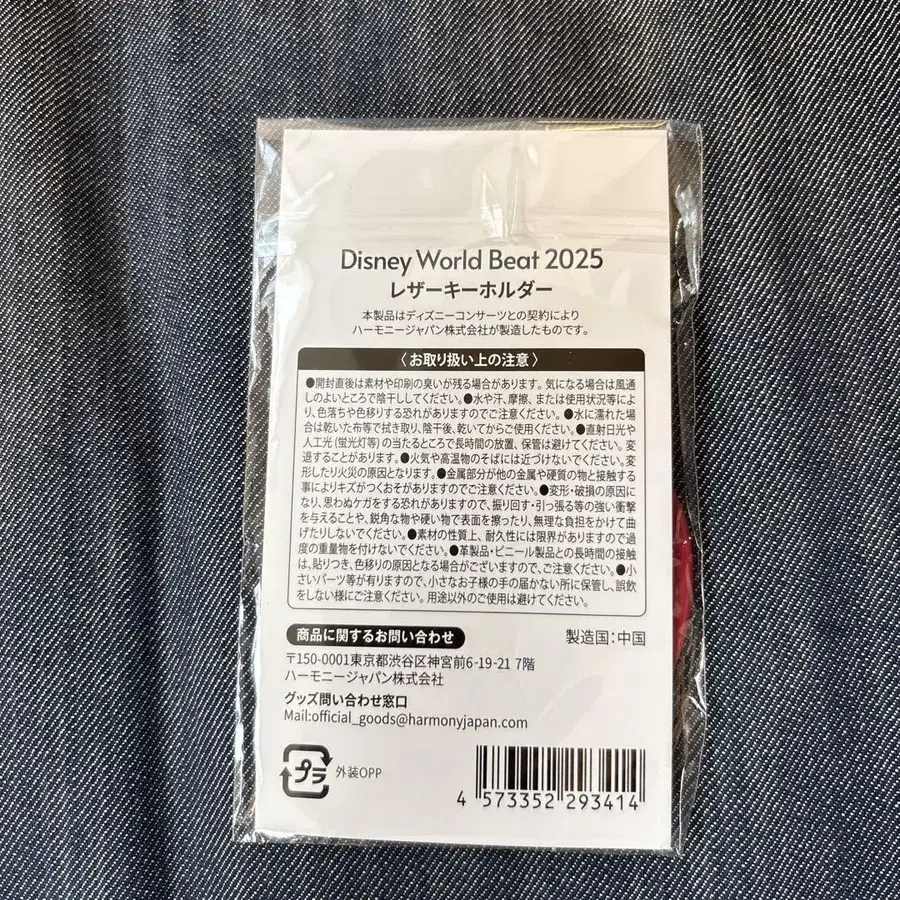 Disney World Beat 2025
レザーキーホルダー
本製品はディズニーコンサーツとの契約により
ハーモニージャパン株式会社が製造したものです。
〈お取り扱い上の注意〉
●開封直後は素材や印刷の臭いが残る場合があります。気になる場合は風通
しのよいところで陰干ししてください。●水や汗、摩擦、または使用状況等によ
り、色落ちや色移りする恐れがありますのでご注意ください。●水に濡れた場
合は乾いた布等で拭き取り、陰干後、乾いてからご使用ください。●直射日光や
人工光(蛍光灯等)の当たるところで長時間の放置、保管は避けてください。変
退することがあります。●火気や高温物のそばには近づけないでください。変
形したり火災の原因となります。●金属部分が他の金属や硬質の物と接触する
事によりキズがつくおそれがありますのでご注意ください。●変形・破損の原因に
なり、思わぬケガをする恐れがありますので、振り回す・引っ張る等の強い衝撃
を与えることや、鋭角な物や硬い物で表面を擦ったり、無理な負担をかけて曲
げたりしないでください。●素材の性質上、耐久性には限界がありますので過
度の重量物を付けないでください。●革製品・ビニール製品との長時間の接触
は、貼りつき、色移りの原因となる場合がございますので、ご注意ください。●小
さいパーツ等が有りますので、小さなお子様の手の届かない所に保管し、誤飲
をしない様にご注意ください。用途以外のご使用は避けてください。
商品に関するお問い合わせ
製造国:中国
〒150-0001東京都渋谷区神宮前6-19-21 7階
ハーモニージャパン株式会社
グッズ問い合わせ窓口
Mail:official_goods@harmonyjapan.com
プラ
外装OPP
4 573352 293414